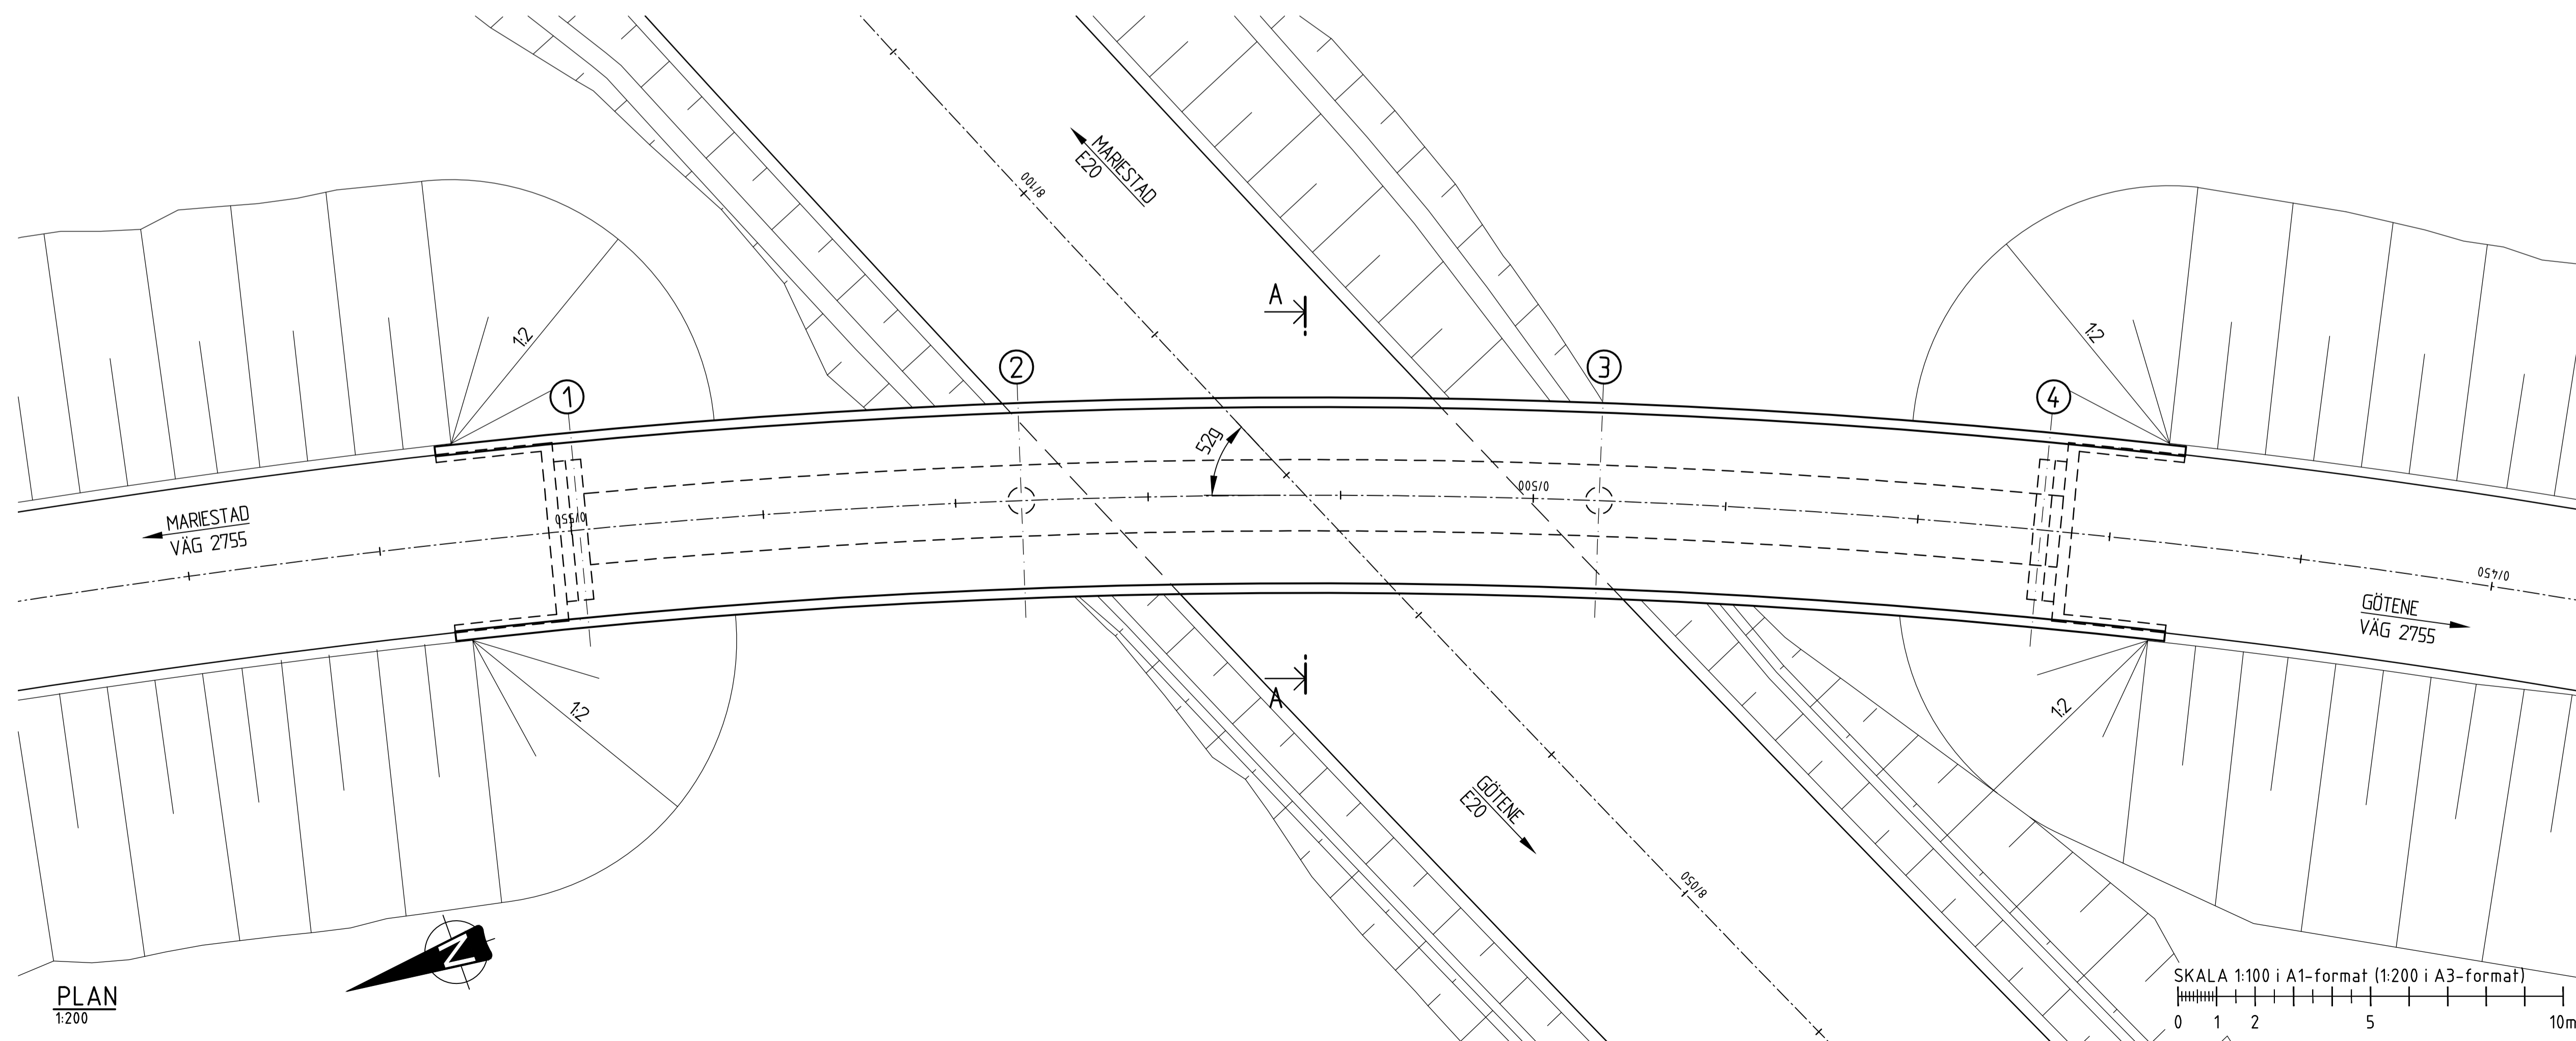 MARIESTAD
E20
8/100
A
1:2
1:2
1
2
3
4
52g
0/500
0/550
MARIESTAD
VÄG 2755
0/450
GÖTENE
VÄG 2755
A
1:2
1:2
GÖTENE
E20
8/050
N
PLAN
1:200
SKALA 1:100 i A1-format (1:200 i A3-format)
0 1 2 5 10m